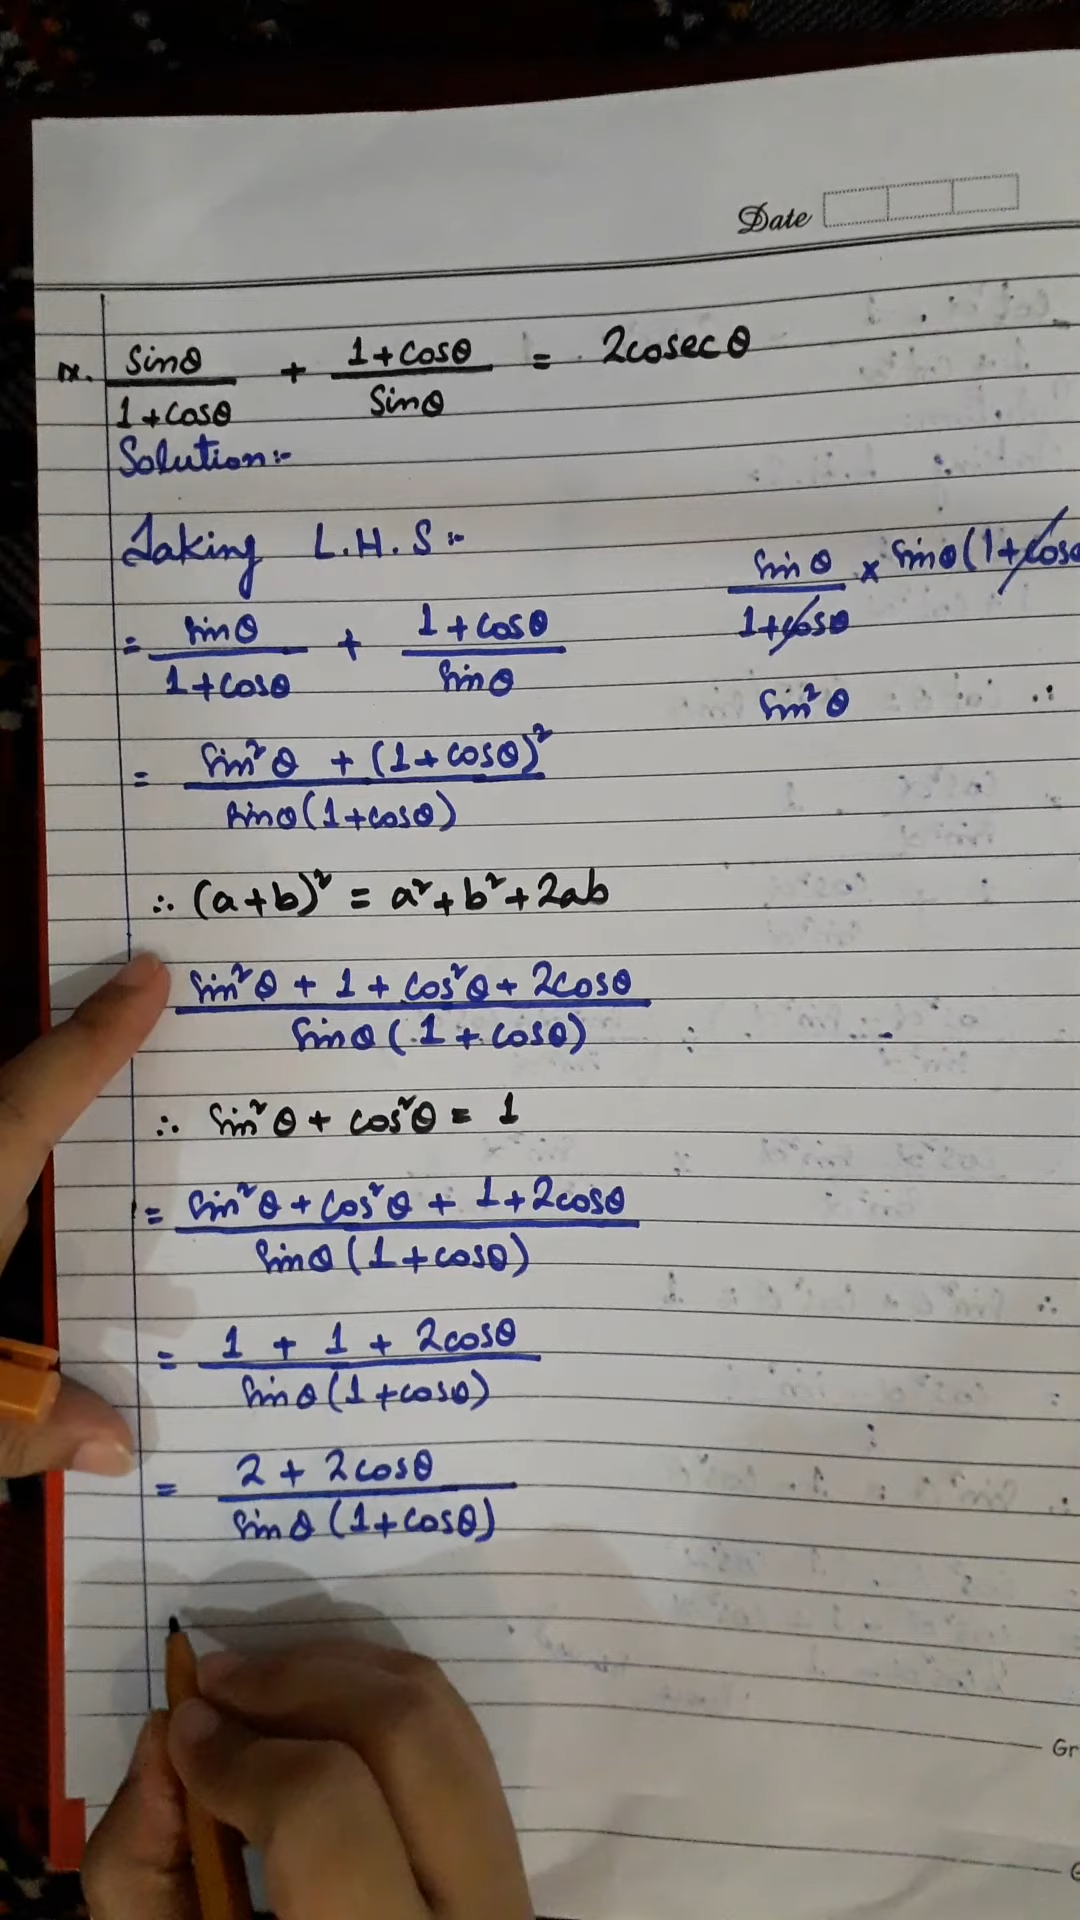 Date
ix. sinθ/1+cosθ + 1+cosθ/sinθ = 2cosecθ
Solution:-
Taking L.H.S:-
sinθ/1+cosθ × sinθ(1+cosθ
= sinθ/1+cosθ + 1+cosθ/sinθ
sin²θ
= sin²θ + (1+cosθ)²/sinθ(1+cosθ)
∴ (a+b)² = a²+b²+2ab
sin²θ + 1 + cos²θ + 2cosθ/sinθ(1+cosθ)
∴ sin²θ + cos²θ = 1
= sin²θ + cos²θ + 1+2cosθ/sinθ(1+cosθ)
= 1 + 1 + 2cosθ/sinθ(1+cosθ)
= 2 + 2cosθ/sinθ(1+cosθ)
Gr